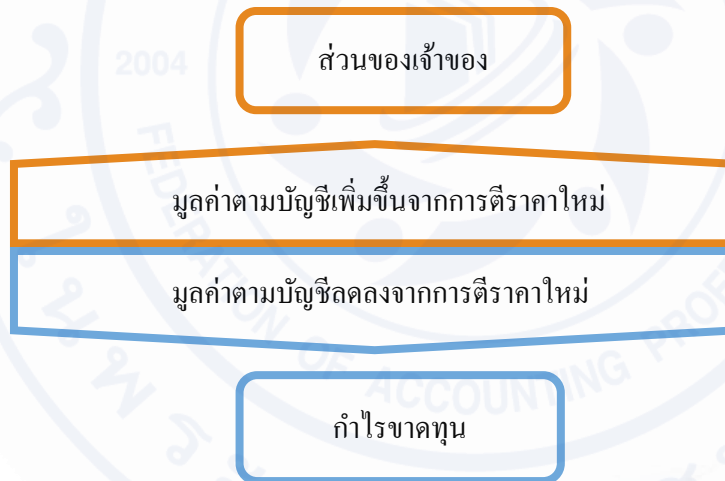 2004
ส่วนของเจ้าของ
มูลค่าตามบัญชีเพิ่มขึ้นจากการตีราคาใหม่
มูลค่าตามบัญชีลดลงจากการตีราคาใหม่
กำไรขาดทุน
FEDERATION OF ACCOUNTING